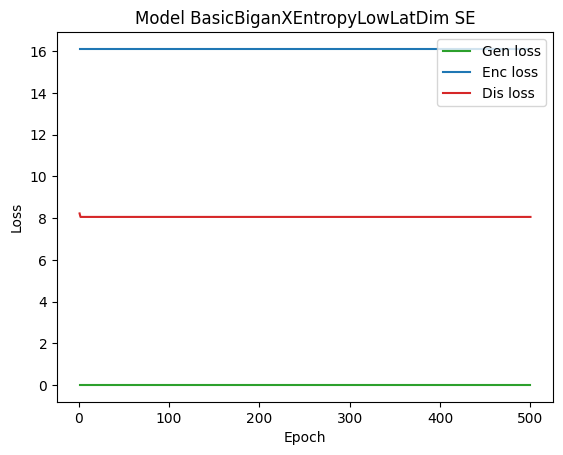 Model BasicBiganXEntropyLowLatDim SE
Gen loss
Enc loss
Dis loss
16
14
12
10
8
6
4
2
0
Loss
0 100 200 300 400 500
Epoch